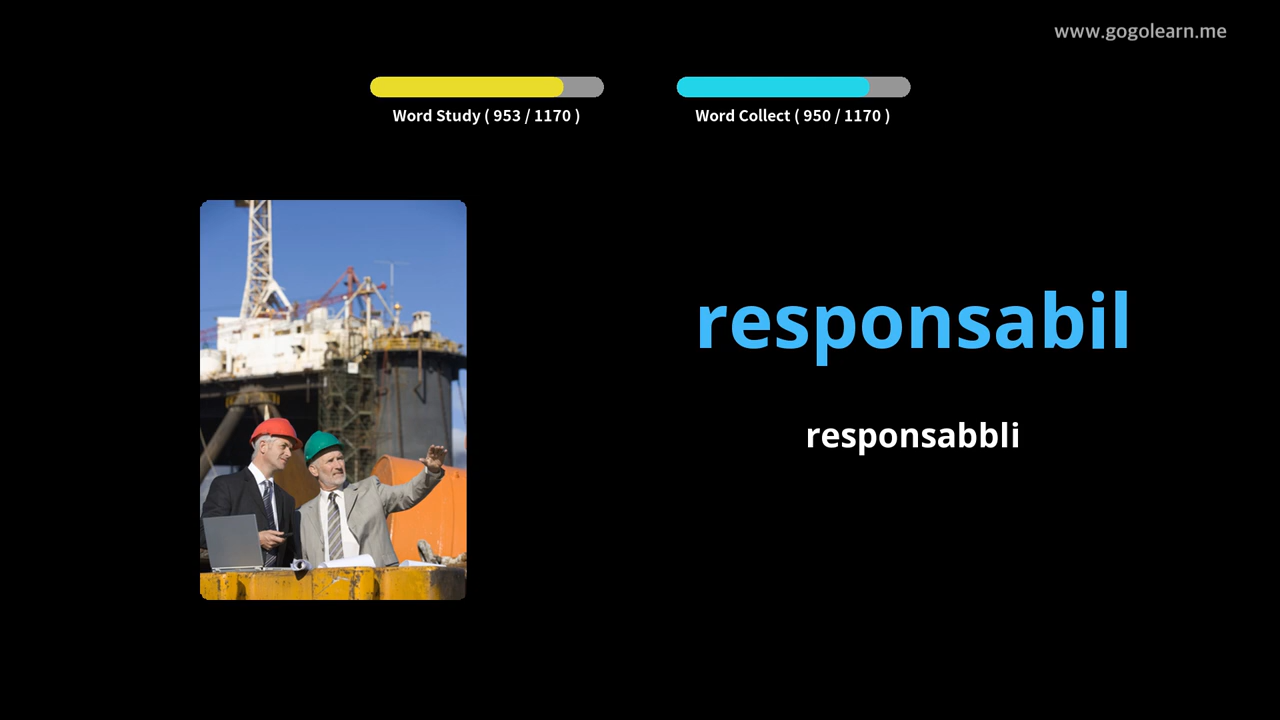 www.gogolearn.me
Word Study ( 953 / 1170 )
Word Collect ( 950 / 1170 )
responsabil
responsabbli